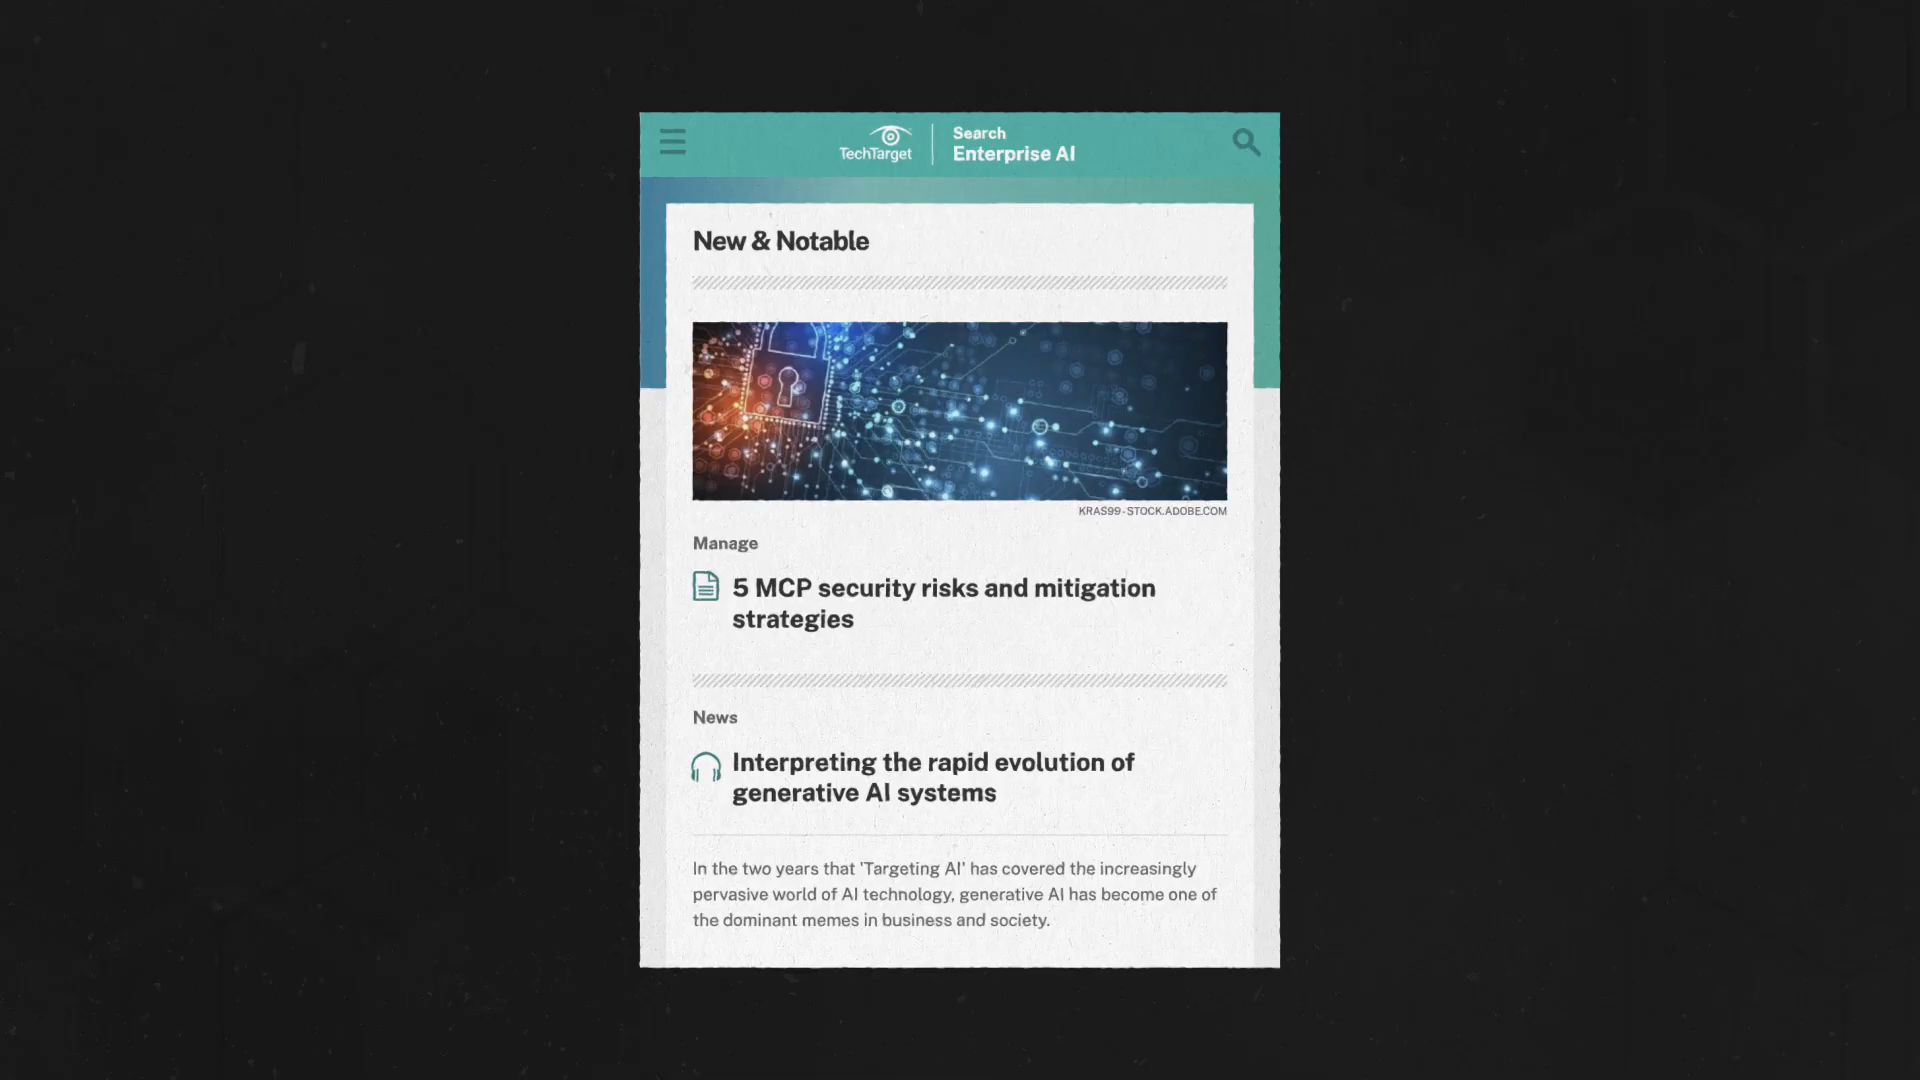 TechTarget
Search
Enterprise AI
New & Notable
KRAS99-STOCK.ADOBE.COM
Manage
5 MCP security risks and mitigation
strategies
News
Interpreting the rapid evolution of
generative AI systems
In the two years that 'Targeting AI' has covered the increasingly
pervasive world of AI technology, generative AI has become one of
the dominant memes in business and society.